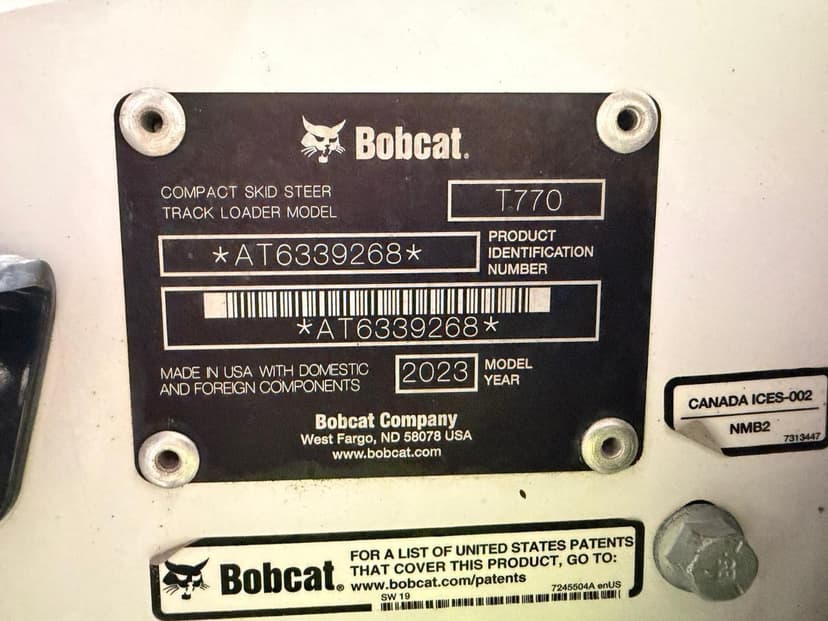 Bobcat.
COMPACT SKID STEER
TRACK LOADER MODEL
T770
*AT6339268*
PRODUCT
IDENTIFICATION
NUMBER
*AT6339268*
MADE IN USA WITH DOMESTIC
AND FOREIGN COMPONENTS
2023
MODEL
YEAR
Bobcat Company
West Fargo, ND 58078 USA
www.bobcat.com
CANADA ICES-002
NMB2
7313447
Bobcat®
FOR A LIST OF UNITED STATES PATENTS
THAT COVER THIS PRODUCT, GO TO:
www.bobcat.com/patents
7245504A enUS
SW 19